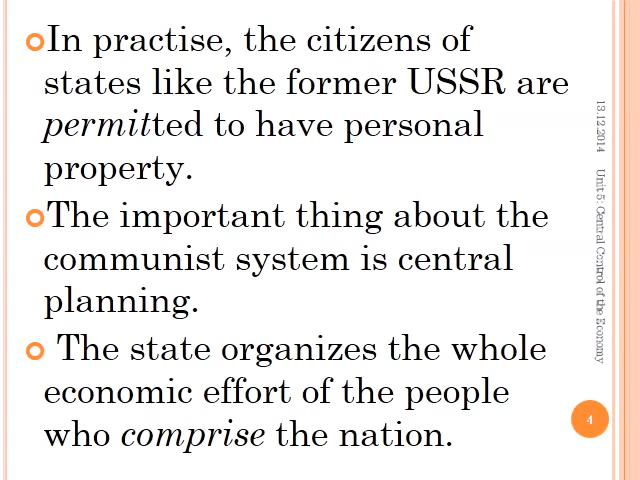 In practise, the citizens of
states like the former USSR are
permitted to have personal
property.
The important thing about the
communist system is central
planning.
The state organizes the whole
economic effort of the people
who comprise the nation.
13.12.2014 Unit 5: Central Control of the Economy
4